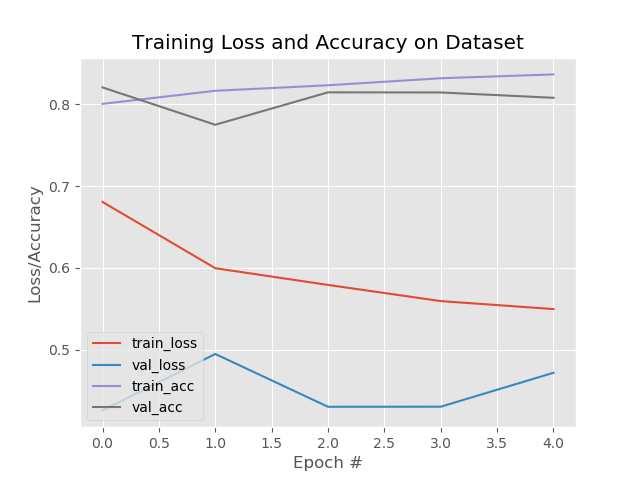 Training Loss and Accuracy on Dataset
Loss/Accuracy
0.8
0.7
0.6
0.5
train_loss
val_loss
train_acc
val_acc
0.0 0.5 1.0 1.5 2.0 2.5 3.0 3.5 4.0
Epoch #